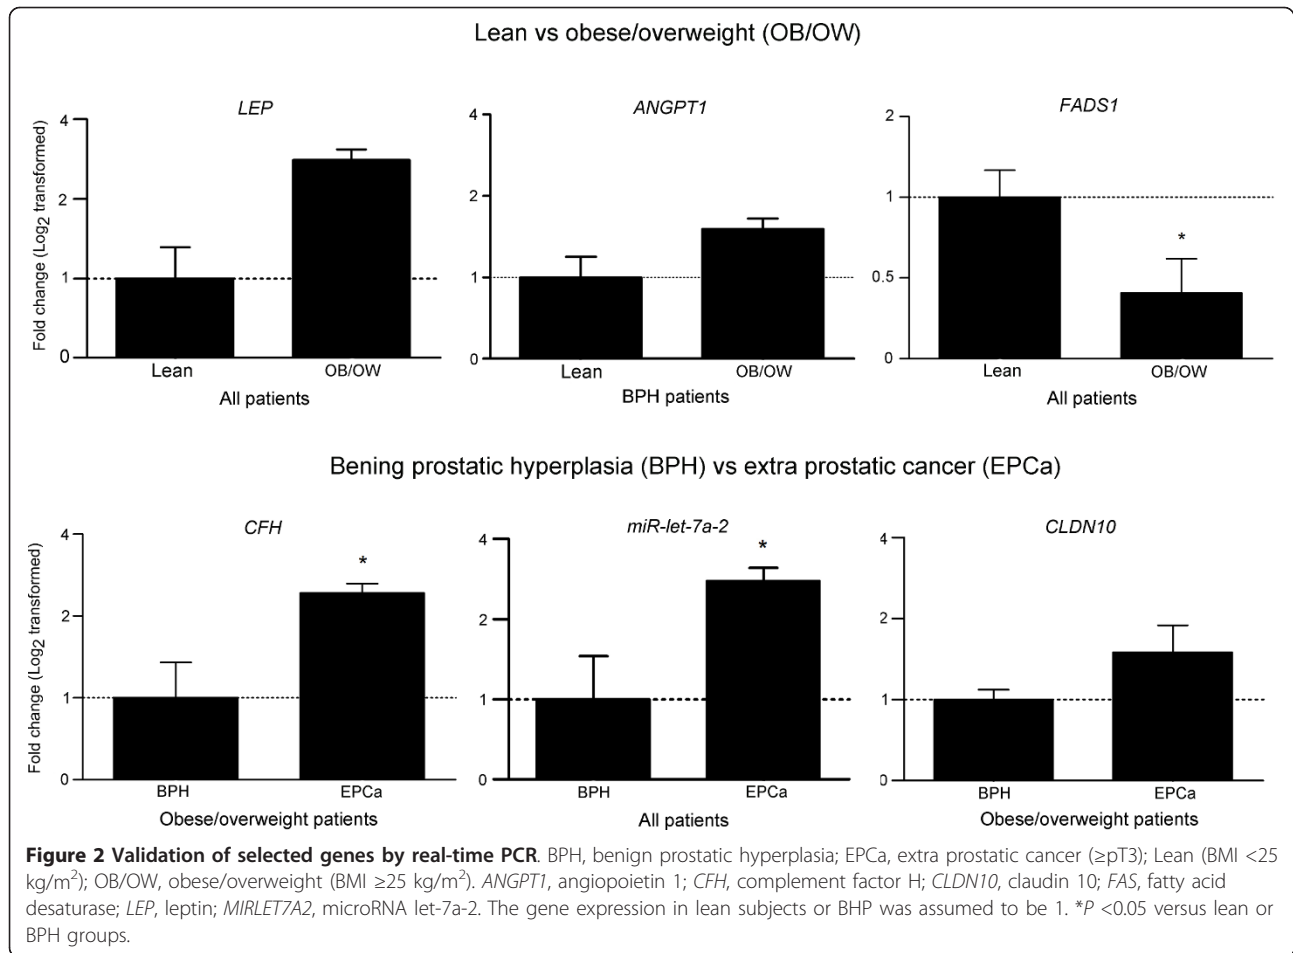 Lean vs obese/overweight (OB/OW)
LEP
ANGPT1
FADS1
Fold change (Log2 transformed)
4
2
1
0
Lean
OB/OW
All patients
4
2
1
0
Lean
OB/OW
BPH patients
2
1
0.5
0
*
Lean
OB/OW
All patients
Bening prostatic hyperplasia (BPH) vs extra prostatic cancer (EPCa)
CFH
miR-let-7a-2
CLDN10
Fold change (Log2 transformed)
4
2
1
0
*
BPH
EPCa
Obese/overweight patients
4
2
1
0
*
BPH
EPCa
All patients
4
2
1
0
BPH
EPCa
Obese/overweight patients
Figure 2 Validation of selected genes by real-time PCR. BPH, benign prostatic hyperplasia; EPCa, extra prostatic cancer (≥pT3); Lean (BMI <25
kg/m2); OB/OW, obese/overweight (BMI ≥25 kg/m2). ANGPT1, angiopoietin 1; CFH, complement factor H; CLDN10, claudin 10; FAS, fatty acid
desaturase; LEP, leptin; MIRLET7A2, microRNA let-7a-2. The gene expression in lean subjects or BHP was assumed to be 1. *P <0.05 versus lean or
BPH groups.